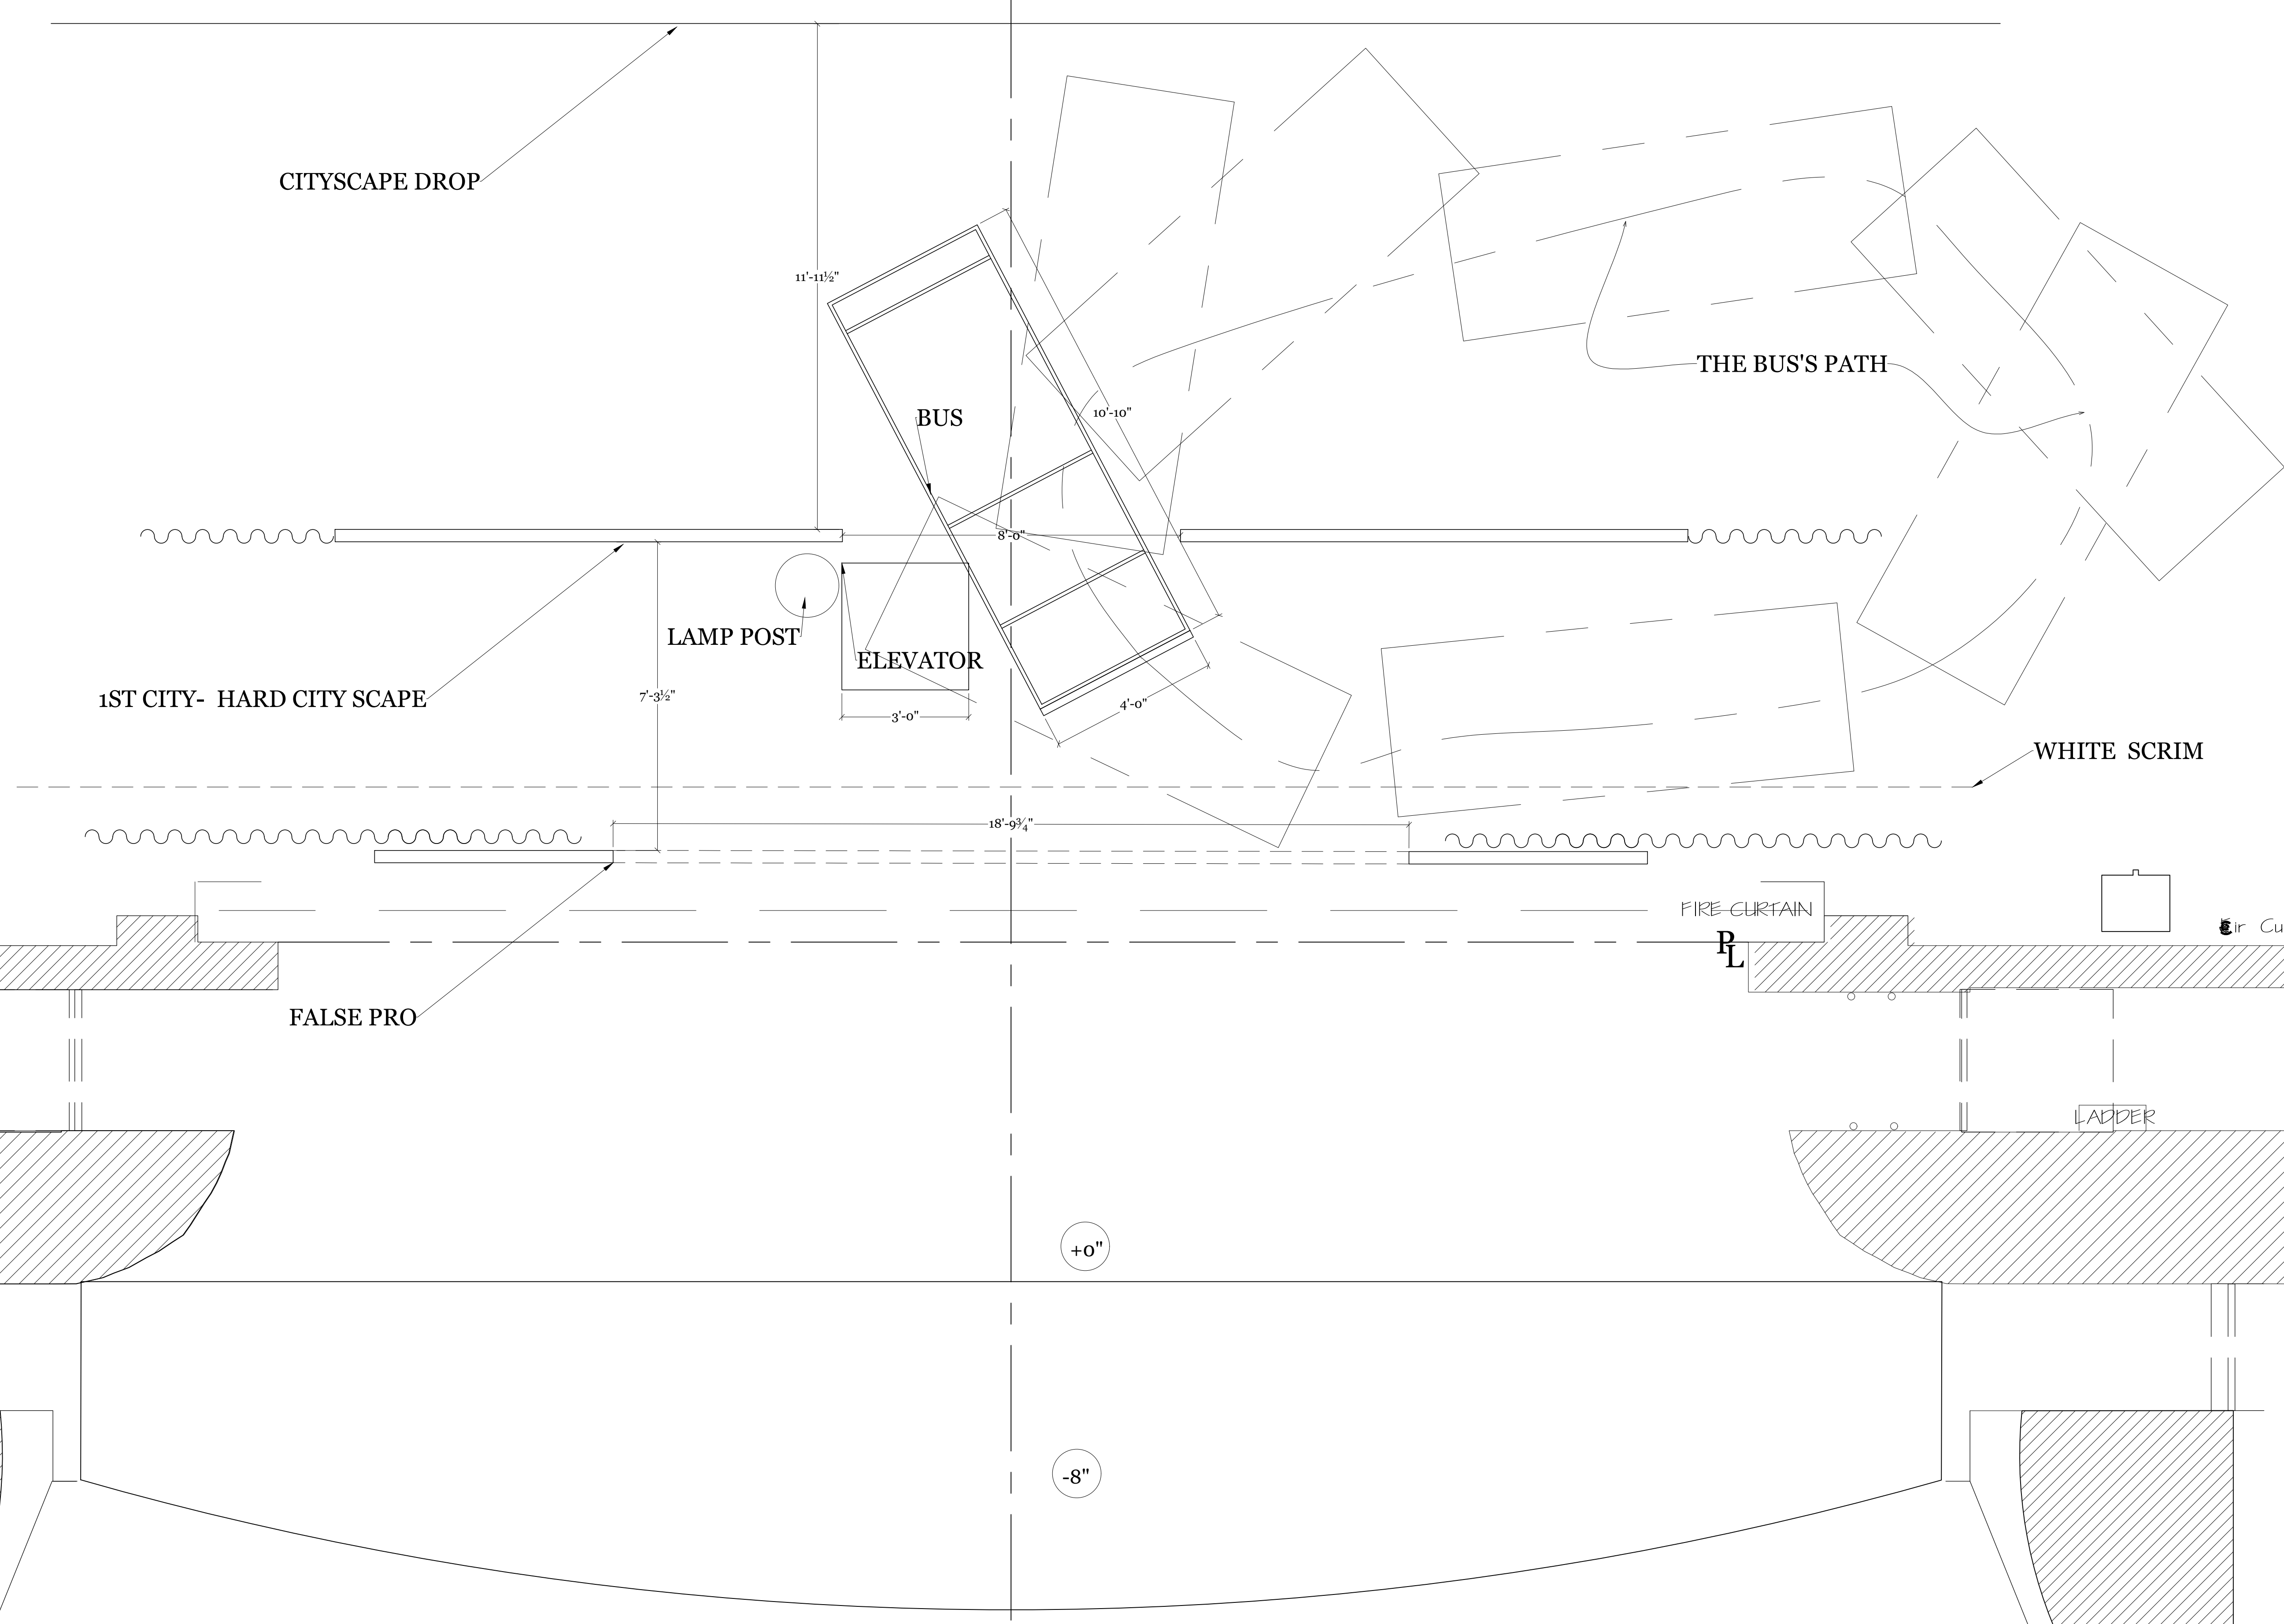 CITYSCAPE DROP
11'-11½"
THE BUS'S PATH
BUS
10'-10"
8'-0"
LAMP POST
ELEVATOR
1ST CITY- HARD CITY SCAPE
7'-3½"
3'-0"
4'-0"
WHITE SCRIM
18'-9¾"
FIRE CURTAIN
PL
FALSE PRO
LADDER
+0"
-8"